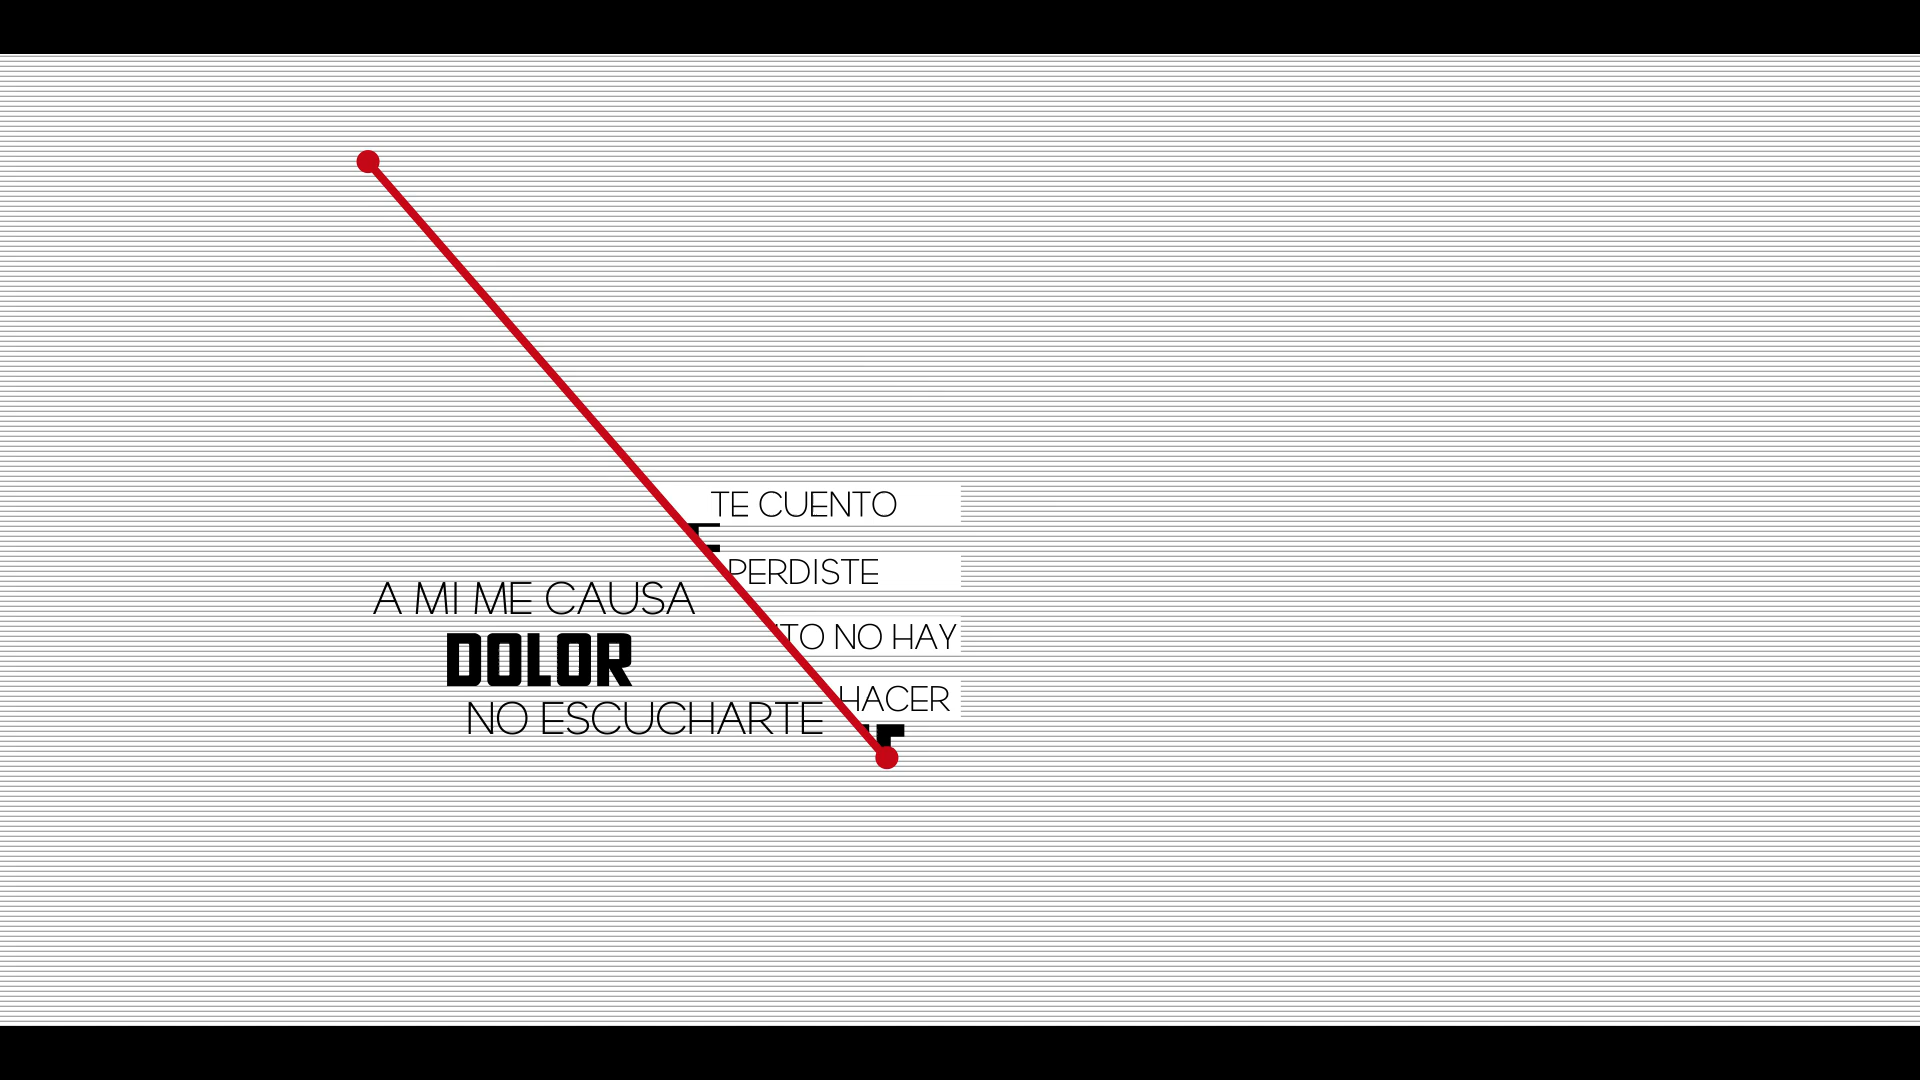 TE CUENTO
PERDISTE
TO NO HAY
HACER
A MI ME CAUSA
DOLOR
NO ESCUCHARTE